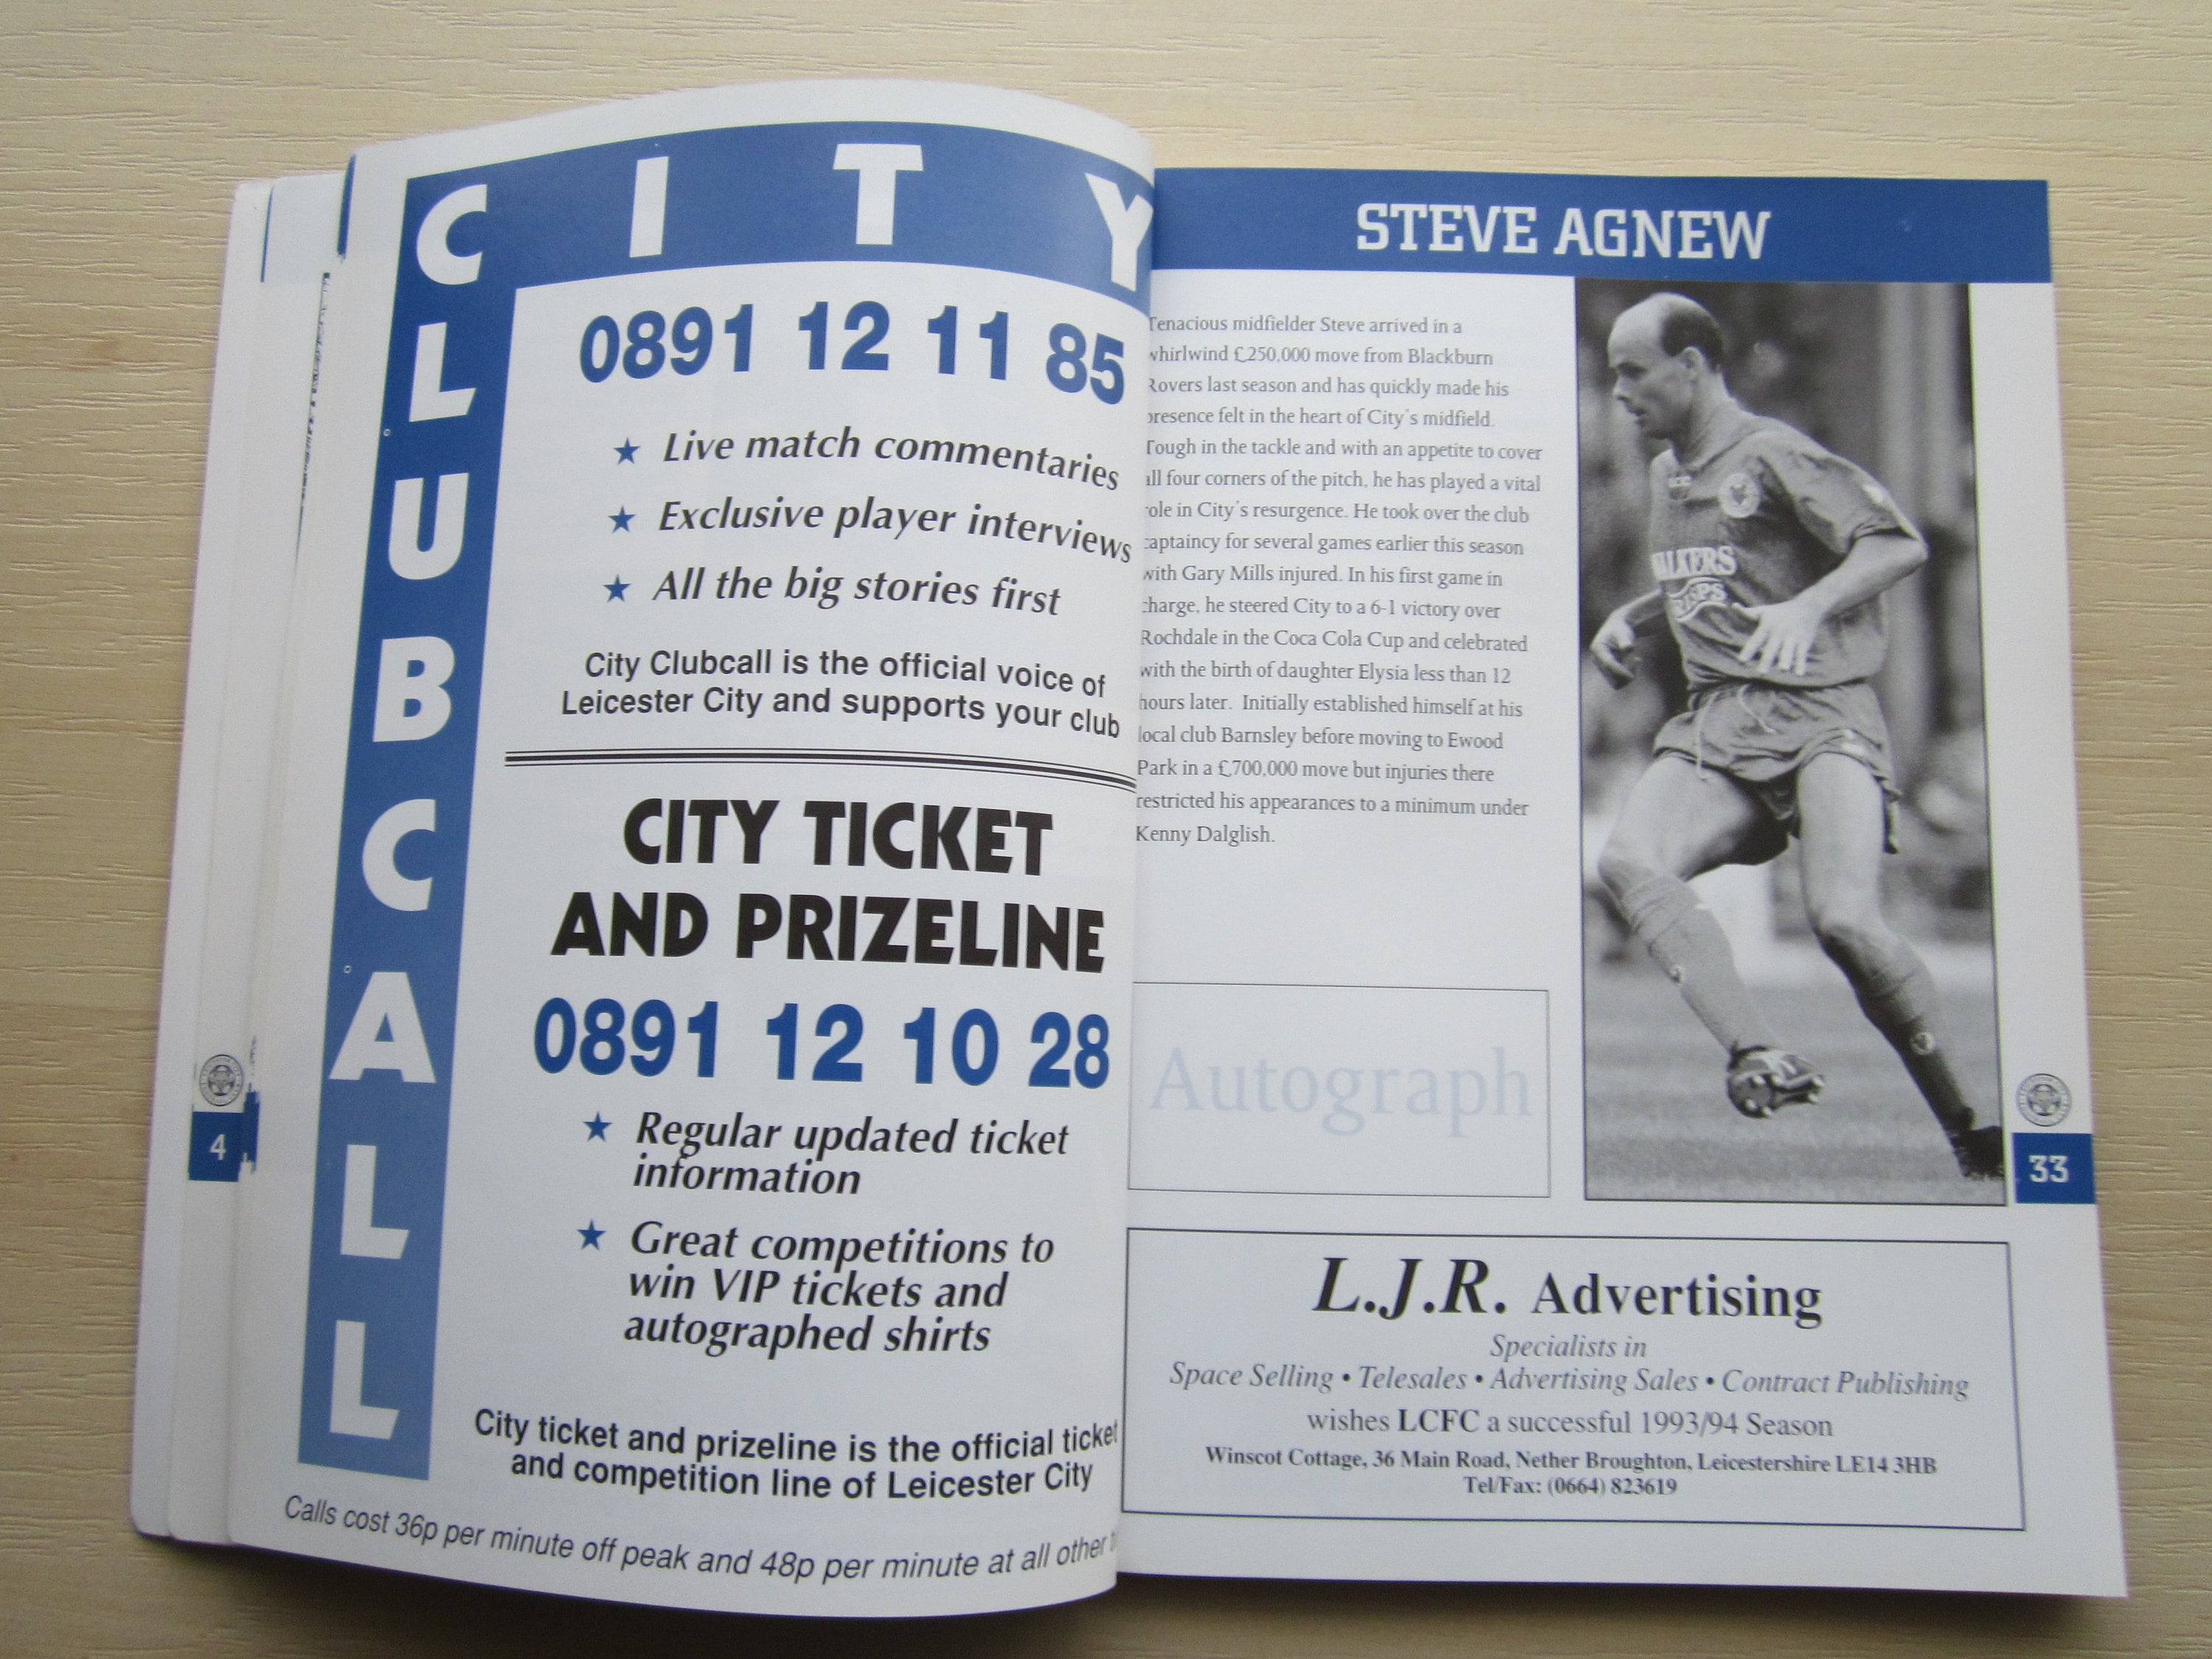 CITY
CLUBCALL
0891 12 11 85
★ Live match commentaries
★ Exclusive player interviews
★ All the big stories first
City Clubcall is the official voice of
Leicester City and supports your club
CITY TICKET
AND PRIZELINE
0891 12 10 28
★ Regular updated ticket
information
★ Great competitions to
win VIP tickets and
autographed shirts
City ticket and prizeline is the official ticket
and competition line of Leicester City
Calls cost 36p per minute off peak and 48p per minute at all other
4
STEVE AGNEW
Tenacious midfielder Steve arrived in a
whirlwind £250,000 move from Blackburn
Rovers last season and has quickly made his
presence felt in the heart of City's midfield.
Tough in the tackle and with an appetite to cover
all four corners of the pitch, he has played a vital
role in City's resurgence. He took over the club
captaincy for several games earlier this season
with Gary Mills injured. In his first game in
charge, he steered City to a 6-1 victory over
Rochdale in the Coca Cola Cup and celebrated
with the birth of daughter Elysia less than 12
hours later. Initially established himself at his
local club Barnsley before moving to Ewood
Park in a £700,000 move but injuries there
restricted his appearances to a minimum under
Kenny Dalglish.
WALKERS
CRISPS
Autograph
33
L.J.R. Advertising
Specialists in
Space Selling • Telesales • Advertising Sales • Contract Publishing
wishes LCFC a successful 1993/94 Season
Winscot Cottage, 36 Main Road, Nether Broughton, Leicestershire LE14 3HB
Tel/Fax: (0664) 823619